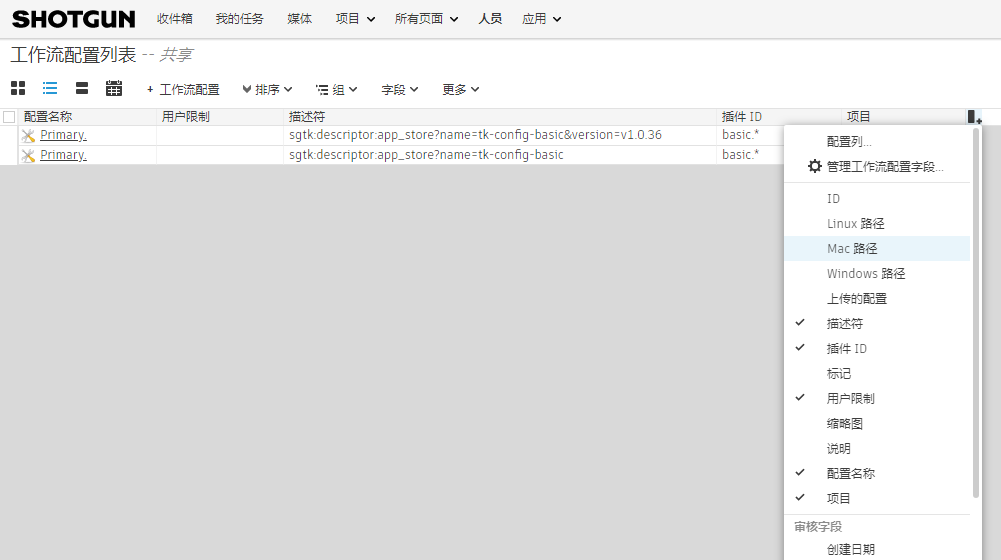 SHOTGUN 收件箱 我的任务 媒体 项目 所有页面 人员 应用
工作流配置列表 -- 共享
+ 工作流配置 排序 组 字段 更多
配置名称 用户限制 描述符 插件 ID 项目
Primary. sgtk:descriptor:app_store?name=tk-config-basic&version=v1.0.36 basic.*
Primary. sgtk:descriptor:app_store?name=tk-config-basic basic.*
配置列...
管理工作流配置字段...
ID
Linux 路径
Mac 路径
Windows 路径
上传的配置
描述符
插件 ID
标记
用户限制
缩略图
说明
配置名称
项目
审核字段
创建日期